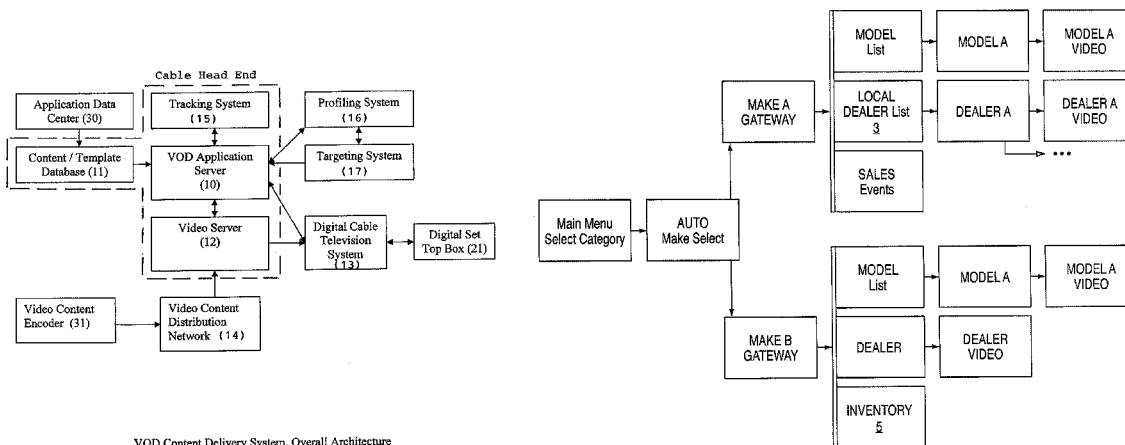 Cable Head End
Application Data
Center (30)
Tracking System
(15)
Profiling System
(16)
Content / Template
Database (11)
VOD Application
Server
(10)
Targeting System
(17)
Video Server
(12)
Digital Cable
Television
System
(13)
Digital Set
Top Box (21)
Video Content
Encoder (31)
Video Content
Distribution
Network (14)
VOD Content Delivery System, Overall Architecture
Main Menu
Select Category
AUTO
Make Select
MAKE A
GATEWAY
MODEL
List
MODEL A
MODEL A
VIDEO
LOCAL
DEALER List
3
DEALER A
DEALER A
VIDEO
•••
SALES
Events
MAKE B
GATEWAY
MODEL
List
MODEL A
MODEL A
VIDEO
DEALER
DEALER
VIDEO
INVENTORY
5